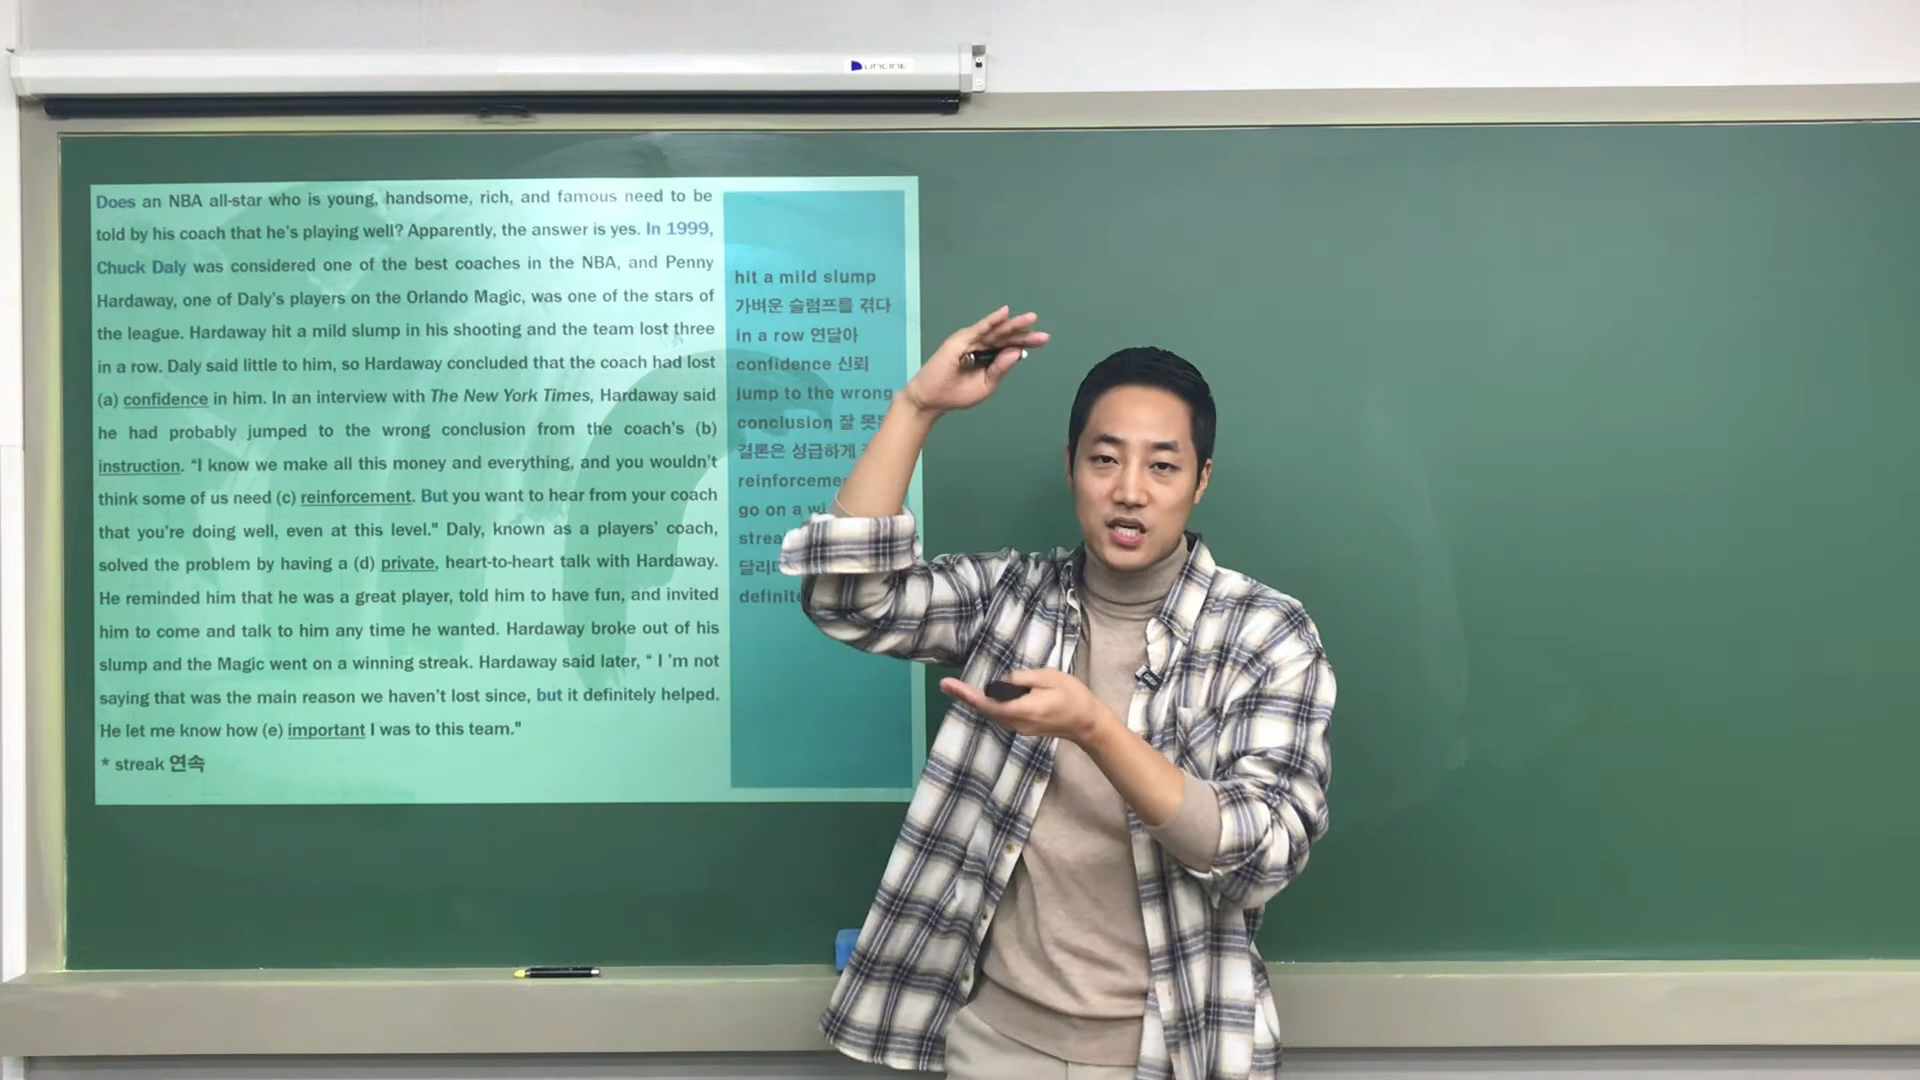 Does an NBA all-star who is young, handsome, rich, and famous need to be
told by his coach that he's playing well? Apparently, the answer is yes. In 1999,
Chuck Daly was considered one of the best coaches in the NBA, and Penny
Hardaway, one of Daly's players on the Orlando Magic, was one of the stars of
the league. Hardaway hit a mild slump in his shooting and the team lost three
in a row. Daly said little to him, so Hardaway concluded that the coach had lost
(a) confidence in him. In an interview with The New York Times, Hardaway said
he had probably jumped to the wrong conclusion from the coach's (b)
instruction. "I know we make all this money and everything, and you wouldn't
think some of us need (c) reinforcement. But you want to hear from your coach
that you're doing well, even at this level." Daly, known as a players' coach,
solved the problem by having a (d) private, heart-to-heart talk with Hardaway.
He reminded him that he was a great player, told him to have fun, and invited
him to come and talk to him any time he wanted. Hardaway broke out of his
slump and the Magic went on a winning streak. Hardaway said later, " I 'm not
saying that was the main reason we haven't lost since, but it definitely helped.
He let me know how (e) important I was to this team."
* streak 연속
hit a mild slump
가벼운 슬럼프를 겪다
in a row 연달아
confidence 신뢰
jump to the wrong
conclusion 잘
결론은 성급하게
go on a